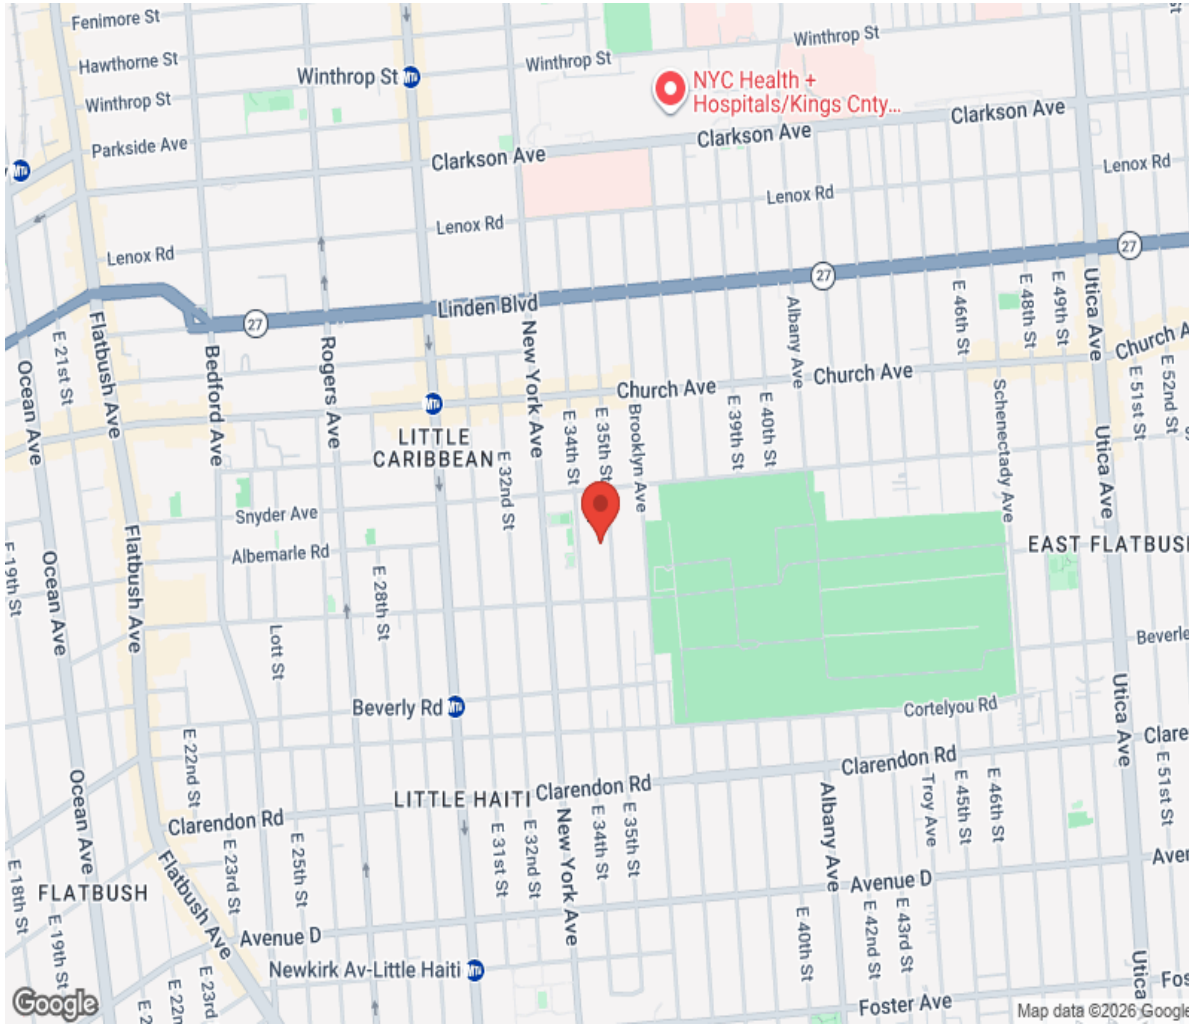 Fenimore St
Hawthorne St
Winthrop St
Winthrop St
Winthrop St
Winthrop St
NYC Health +
Hospitals/Kings Cnty...
Parkside Ave
Clarkson Ave
Clarkson Ave
Clarkson Ave
Lenox Rd
Lenox Rd
Lenox Rd
Lenox Rd
27
27
27
Linden Blvd
E 21st St
Flatbush Ave
Ocean Ave
Bedford Ave
Rogers Ave
New York Ave
Albany Ave
E 46th St
E 48th St
E 49th St
Utica Ave
Church Ave
Church Ave
Church A
E 51st St
E 52nd St
LITTLE
CARIBBEAN
E 32nd St
E 34th St
E 35th St
Brooklyn Ave
E 39th St
E 40th St
Schenectady Ave
Utica Ave
Snyder Ave
Albemarle Rd
EAST FLATBUSH
E 19th St
Ocean Ave
Flatbush Ave
E 28th St
Lott St
Beverly Rd
Beverle
Cortelyou Rd
Utica Ave
Clare
E 22nd St
Ocean Ave
Clarendon Rd
Clarendon Rd
Clarendon Rd
LITTLE HAITI
E 23rd St
E 25th St
E 31st St
E 32nd St
New York Ave
E 34th St
E 35th St
Albany Ave
Troy Ave
E 45th St
E 46th St
E 51st St
FLATBUSH
E 18th St
E 19th St
Flatbush Ave
Avenue D
Avenue D
Aven
E 40th St
E 42nd St
E 43rd St
Utica
Newkirk Av-Little Haiti
E 2
E 22n
E 23rd
Foster Ave
Fos
Google
Map data ©2026 Google